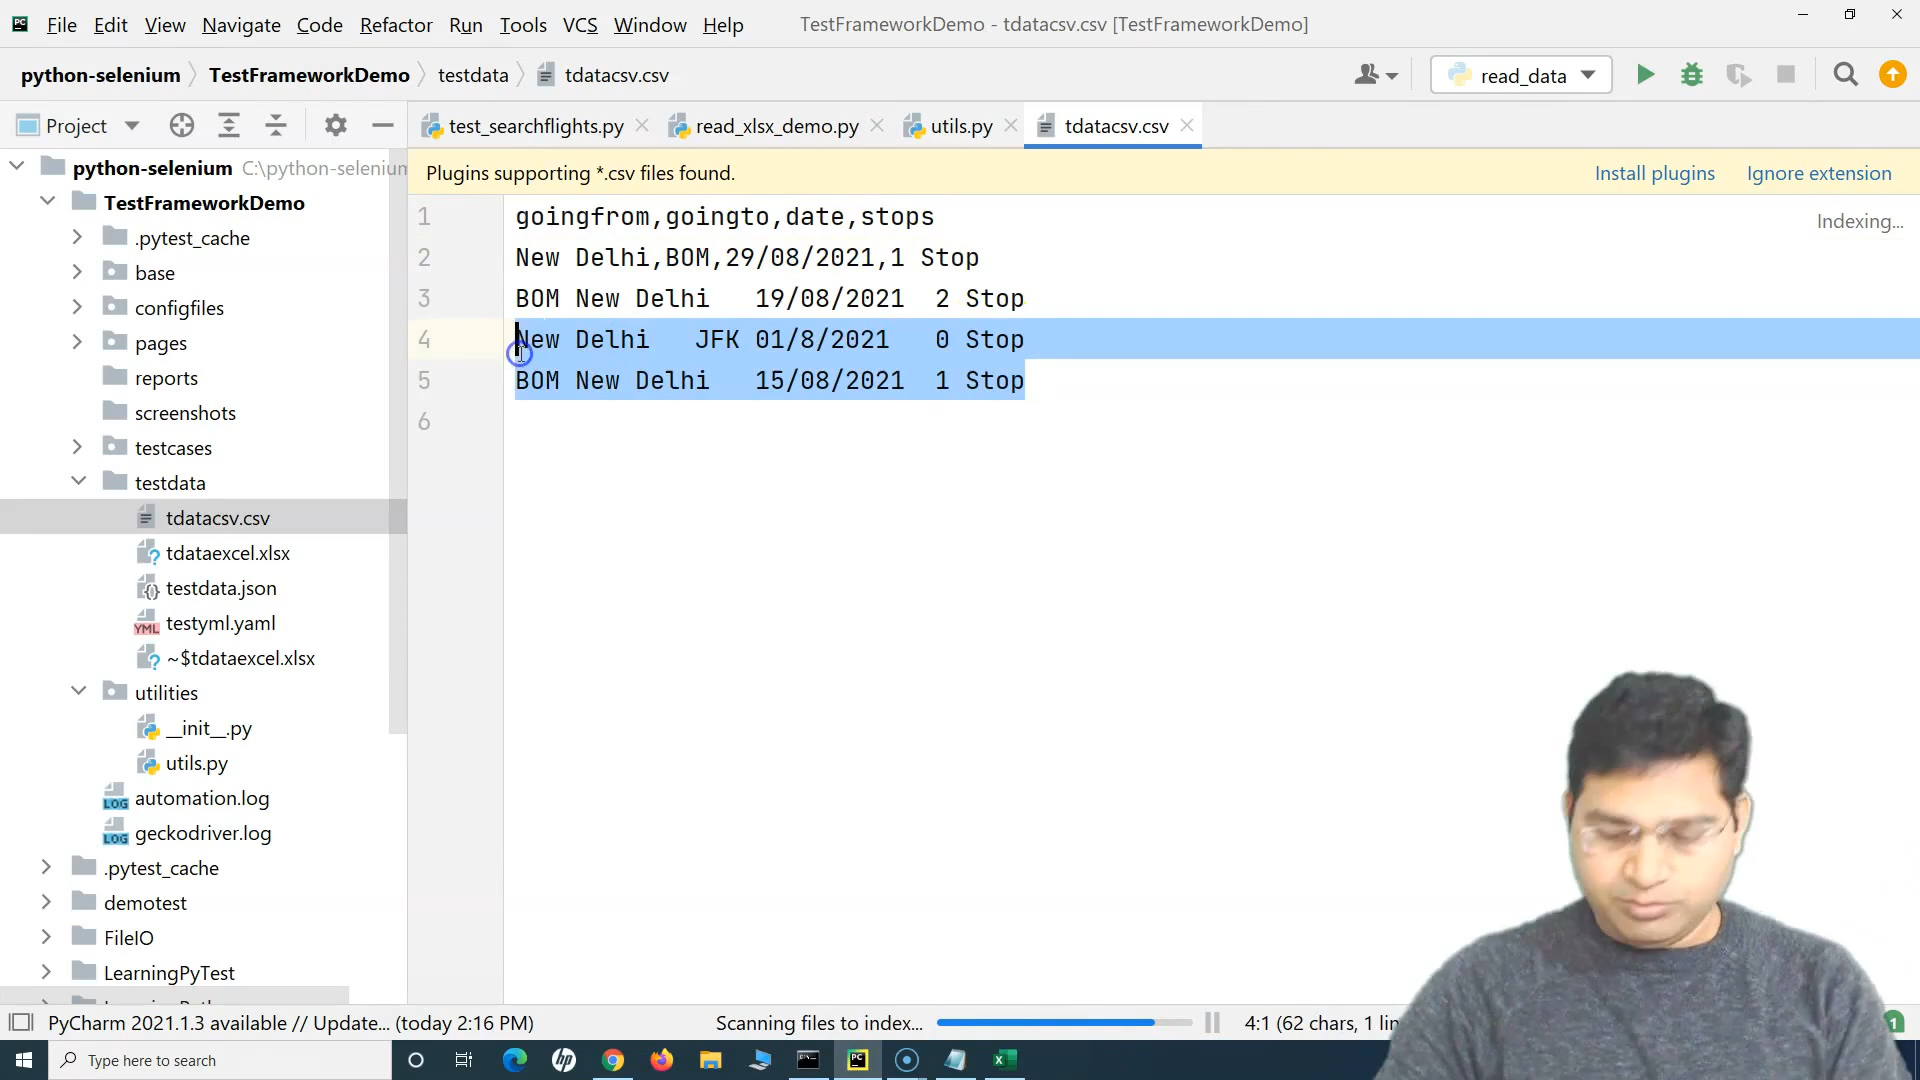 File Edit View Navigate Code Refactor Run Tools VCS Window Help TestFrameworkDemo - tdatacsv.csv [TestFrameworkDemo]
python-selenium TestFrameworkDemo testdata tdatacsv.csv read_data
Project test_searchflights.py read_xlsx_demo.py utils.py tdatacsv.csv
python-selenium C:\python-selenium
Plugins supporting *.csv files found. Install plugins Ignore extension
TestFrameworkDemo
.pytest_cache
base
configfiles
pages
reports
screenshots
testcases
testdata
tdatacsv.csv
tdataexcel.xlsx
testdata.json
testyml.yaml
~$tdataexcel.xlsx
utilities
__init__.py
utils.py
automation.log
geckodriver.log
.pytest_cache
demotest
FileIO
LearningPyTest
1 goingfrom,goingto,date,stops
Indexing...
2 New Delhi,BOM,29/08/2021,1 Stop
3 BOM New Delhi 19/08/2021 2 Stop
4 New Delhi JFK 01/8/2021 0 Stop
5 BOM New Delhi 15/08/2021 1 Stop
6
PyCharm 2021.1.3 available // Update... (today 2:16 PM) Scanning files to index... 4:1 (62 chars, 1 lin 1
Type here to search